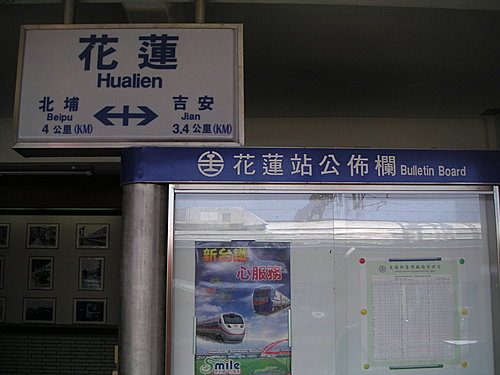 花蓮
Hualien
北埔 吉安
Beipu Jian
4 公里(KM) 3.4 公里(KM)
花蓮站公佈欄 Bulletin Board
新台鐵
心服務
Smile